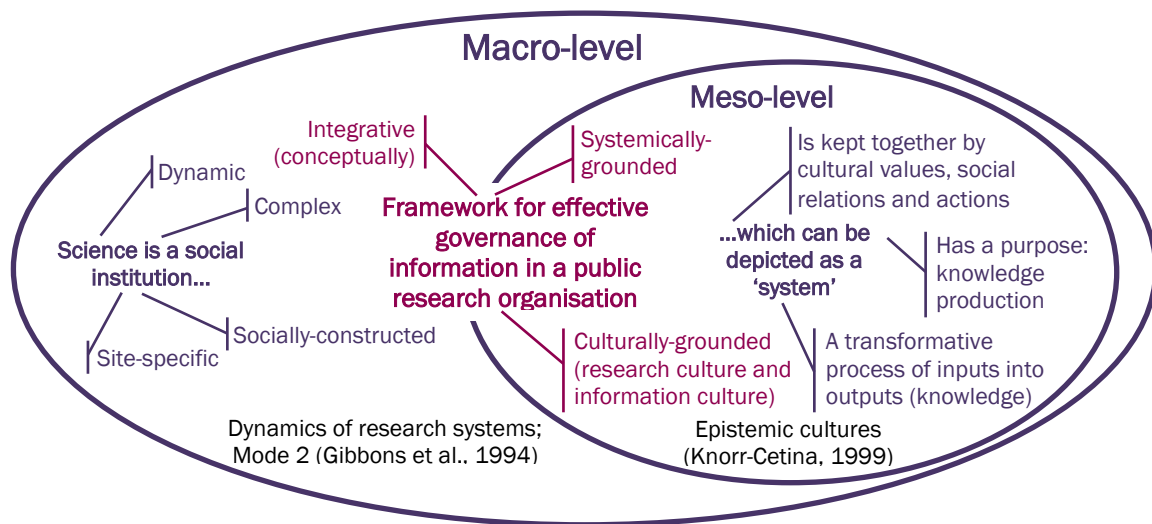 Macro-level
Meso-level
Integrative
(conceptually)
Systemically-
grounded
Is kept together by
cultural values, social
relations and actions
Dynamic
Complex
Framework for effective
governance of
information in a public
research organisation
Science is a social
institution...
...which can be
depicted as a
‘system’
Has a purpose:
knowledge
production
Site-specific
Socially-constructed
Culturally-grounded
(research culture and
information culture)
A transformative
process of inputs into
outputs (knowledge)
Dynamics of research systems;
Mode 2 (Gibbons et al., 1994)
Epistemic cultures
(Knorr-Cetina, 1999)